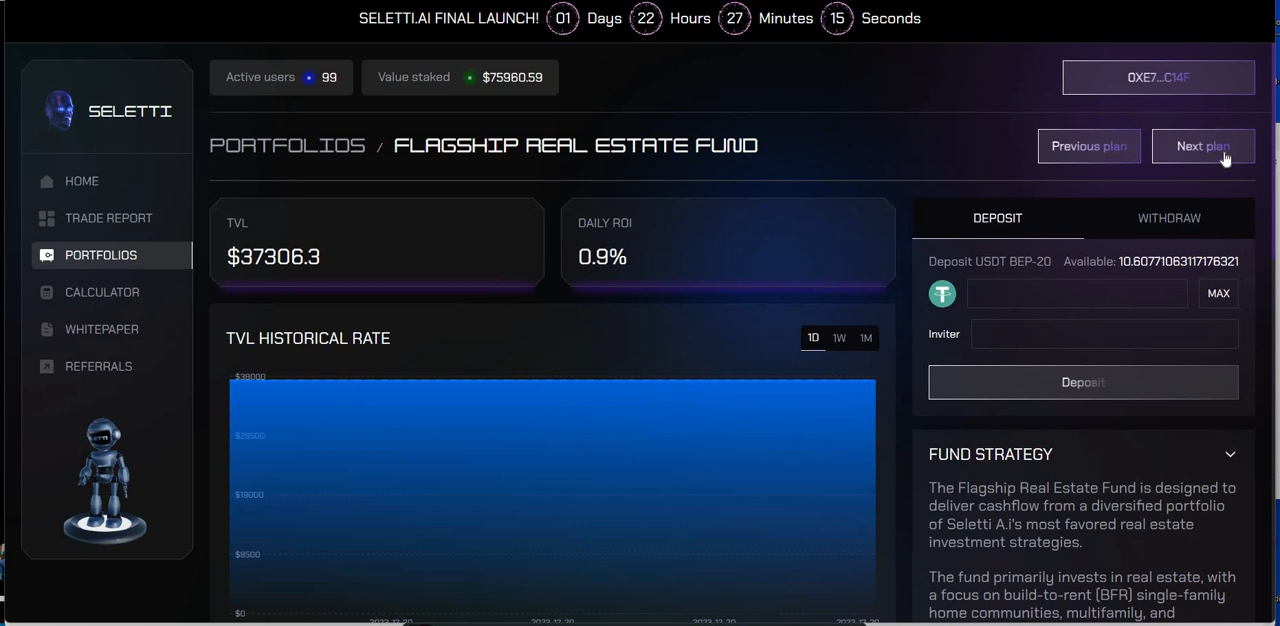 SELETTI.AI FINAL LAUNCH! 01 Days 22 Hours 27 Minutes 15 Seconds
Active users 99 Value staked $75960.59 0XE7...C14F
SELETTI
PORTFOLIOS / FLAGSHIP REAL ESTATE FUND Previous plan Next plan
HOME
TRADE REPORT
PORTFOLIOS
CALCULATOR
WHITEPAPER
REFERRALS
TVL
$37306.3
DAILY ROI
0.9%
TVL HISTORICAL RATE 1D 1W 1M
$38000
$28500
$19000
$9500
$0
DEPOSIT WITHDRAW
Deposit USDT BEP-20 Available: 10.60771063117176321
MAX
Inviter
Deposit
FUND STRATEGY
The Flagship Real Estate Fund is designed to
deliver cashflow from a diversified portfolio
of Seletti A.i's most favored real estate
investment strategies.
The fund primarily invests in real estate, with
a focus on build-to-rent (BFR) single-family
home communities, multifamily, and